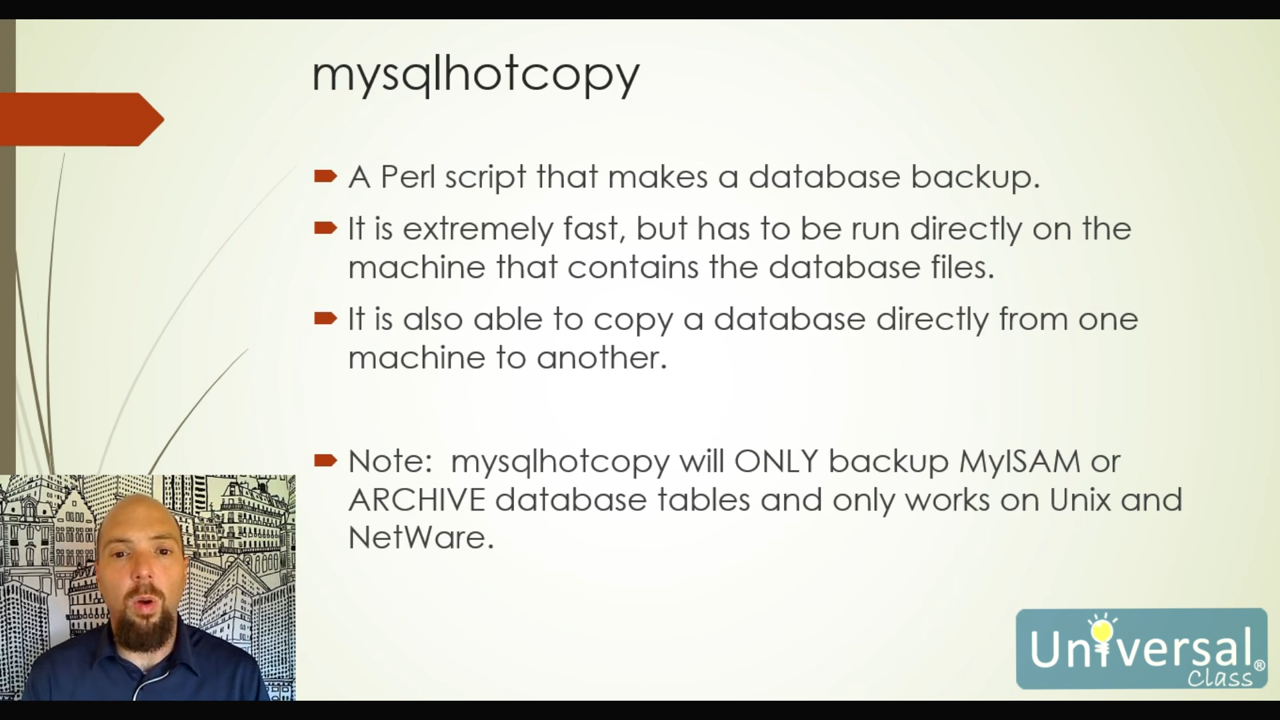 mysqlhotcopy
A Perl script that makes a database backup.
It is extremely fast, but has to be run directly on the
machine that contains the database files.
It is also able to copy a database directly from one
machine to another.
Note:  mysqlhotcopy will ONLY backup MyISAM or
ARCHIVE database tables and only works on Unix and
NetWare.
Universal®
Class